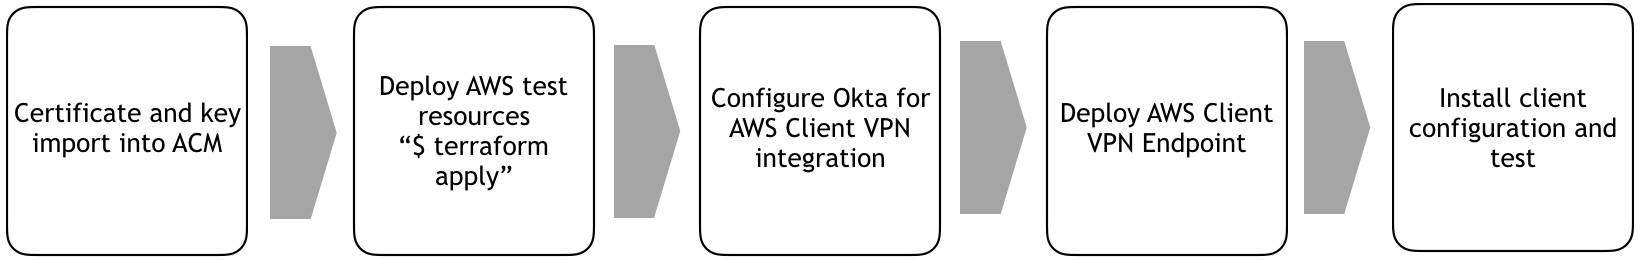 Certificate and key
import into ACM
Deploy AWS test
resources
“$ terraform
apply”
Configure Okta for
AWS Client VPN
integration
Deploy AWS Client
VPN Endpoint
Install client
configuration and
test